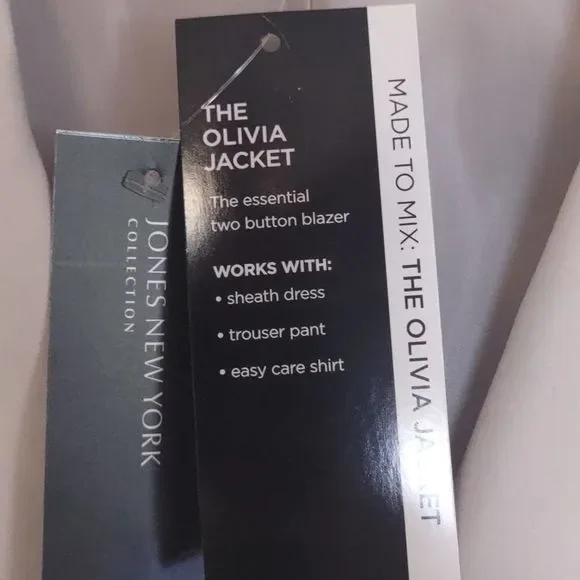 THE
OLIVIA
JACKET
The essential
two button blazer
WORKS WITH:
• sheath dress
• trouser pant
• easy care shirt
MADE TO MIX: THE OLIVIA JACKET
JONES NEW YORK
COLLECTION